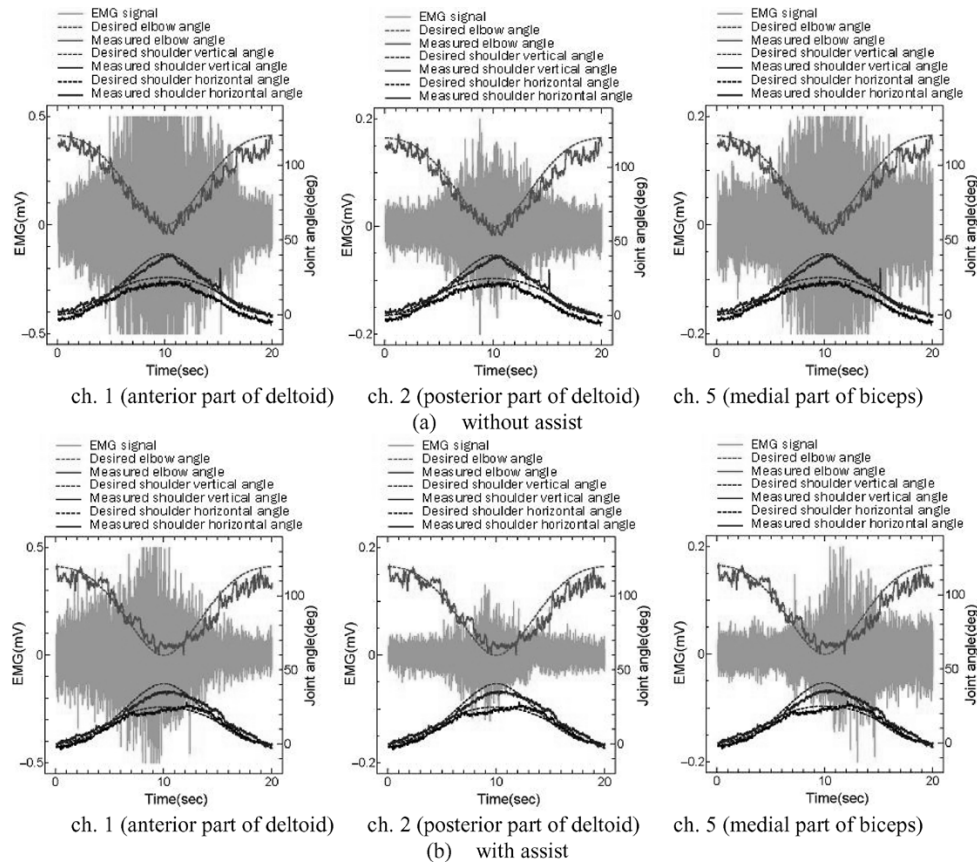 EMG signal
Desired elbow angle
Measured elbow angle
Desired shoulder vertical angle
Measured shoulder vertical angle
Desired shoulder horizontal angle
Measured shoulder horizontal angle
0.5
0
−0.5
EMG(mV)
100
50
0
Joint angle(deg)
0 10 20
Time(sec)
ch. 1 (anterior part of deltoid)
EMG signal
Desired elbow angle
Measured elbow angle
Desired shoulder vertical angle
Measured shoulder vertical angle
Desired shoulder horizontal angle
Measured shoulder horizontal angle
0.2
0
−0.2
EMG(mV)
100
50
0
Joint angle(deg)
0 10 20
Time(sec)
ch. 2 (posterior part of deltoid)
EMG signal
Desired elbow angle
Measured elbow angle
Desired shoulder vertical angle
Measured shoulder vertical angle
Desired shoulder horizontal angle
Measured shoulder horizontal angle
0.2
0
−0.2
EMG(mV)
100
50
0
Joint angle(deg)
0 10 20
Time(sec)
ch. 5 (medial part of biceps)
(a) without assist
EMG signal
Desired elbow angle
Measured elbow angle
Desired shoulder vertical angle
Measured shoulder vertical angle
Desired shoulder horizontal angle
Measured shoulder horizontal angle
0.5
0
−0.5
EMG(mV)
100
50
0
Joint angle(deg)
0 10 20
Time(sec)
ch. 1 (anterior part of deltoid)
EMG signal
Desired elbow angle
Measured elbow angle
Desired shoulder vertical angle
Measured shoulder vertical angle
Desired shoulder horizontal angle
Measured shoulder horizontal angle
0.2
0
−0.2
EMG(mV)
100
50
0
Joint angle(deg)
0 10 20
Time(sec)
ch. 2 (posterior part of deltoid)
EMG signal
Desired elbow angle
Measured elbow angle
Desired shoulder vertical angle
Measured shoulder vertical angle
Desired shoulder horizontal angle
Measured shoulder horizontal angle
0.2
0
−0.2
EMG(mV)
100
50
0
Joint angle(deg)
0 10 20
Time(sec)
ch. 5 (medial part of biceps)
(b) with assist